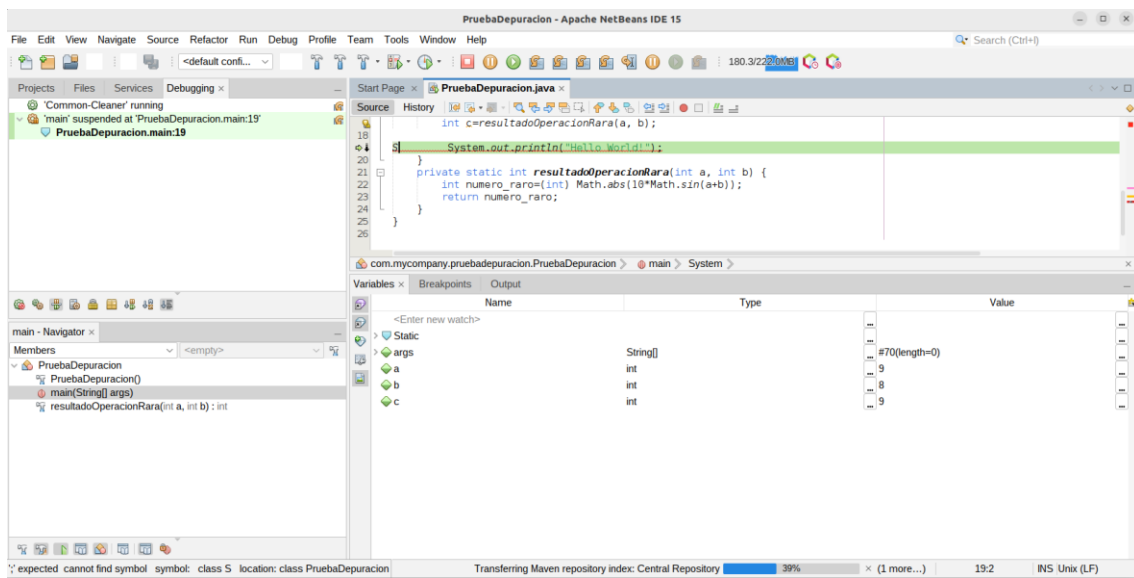 PruebaDepuracion - Apache NetBeans IDE 15
File Edit View Navigate Source Refactor Run Debug Profile Team Tools Window Help
Search (Ctrl+I)
<default confi...
180.3/222.0MB
Projects Files Services Debugging ×
'Common-Cleaner' running
'main' suspended at 'PruebaDepuracion.main:19'
PruebaDepuracion.main:19
Start Page × PruebaDepuracion.java ×
Source History
int c=resultadoOperacionRara(a, b);
18
S System.out.println("Hello World!");
20 }
21 private static int resultadoOperacionRara(int a, int b) {
22 int numero_raro=(int) Math.abs(10*Math.sin(a+b));
23 return numero_raro;
24 }
25 }
26
com.mycompany.pruebadepuracion.PruebaDepuracion main System
Variables × Breakpoints Output
Name Type Value
<Enter new watch>
Static
args String[] #70(length=0)
a int 9
b int 8
c int 9
main - Navigator ×
Members <empty>
PruebaDepuracion
PruebaDepuracion()
main(String[] args)
resultadoOperacionRara(int a, int b) : int
';' expected cannot find symbol symbol: class S location: class PruebaDepuracion
Transferring Maven repository index: Central Repository 39% × (1 more...) 19:2 INS Unix (LF)